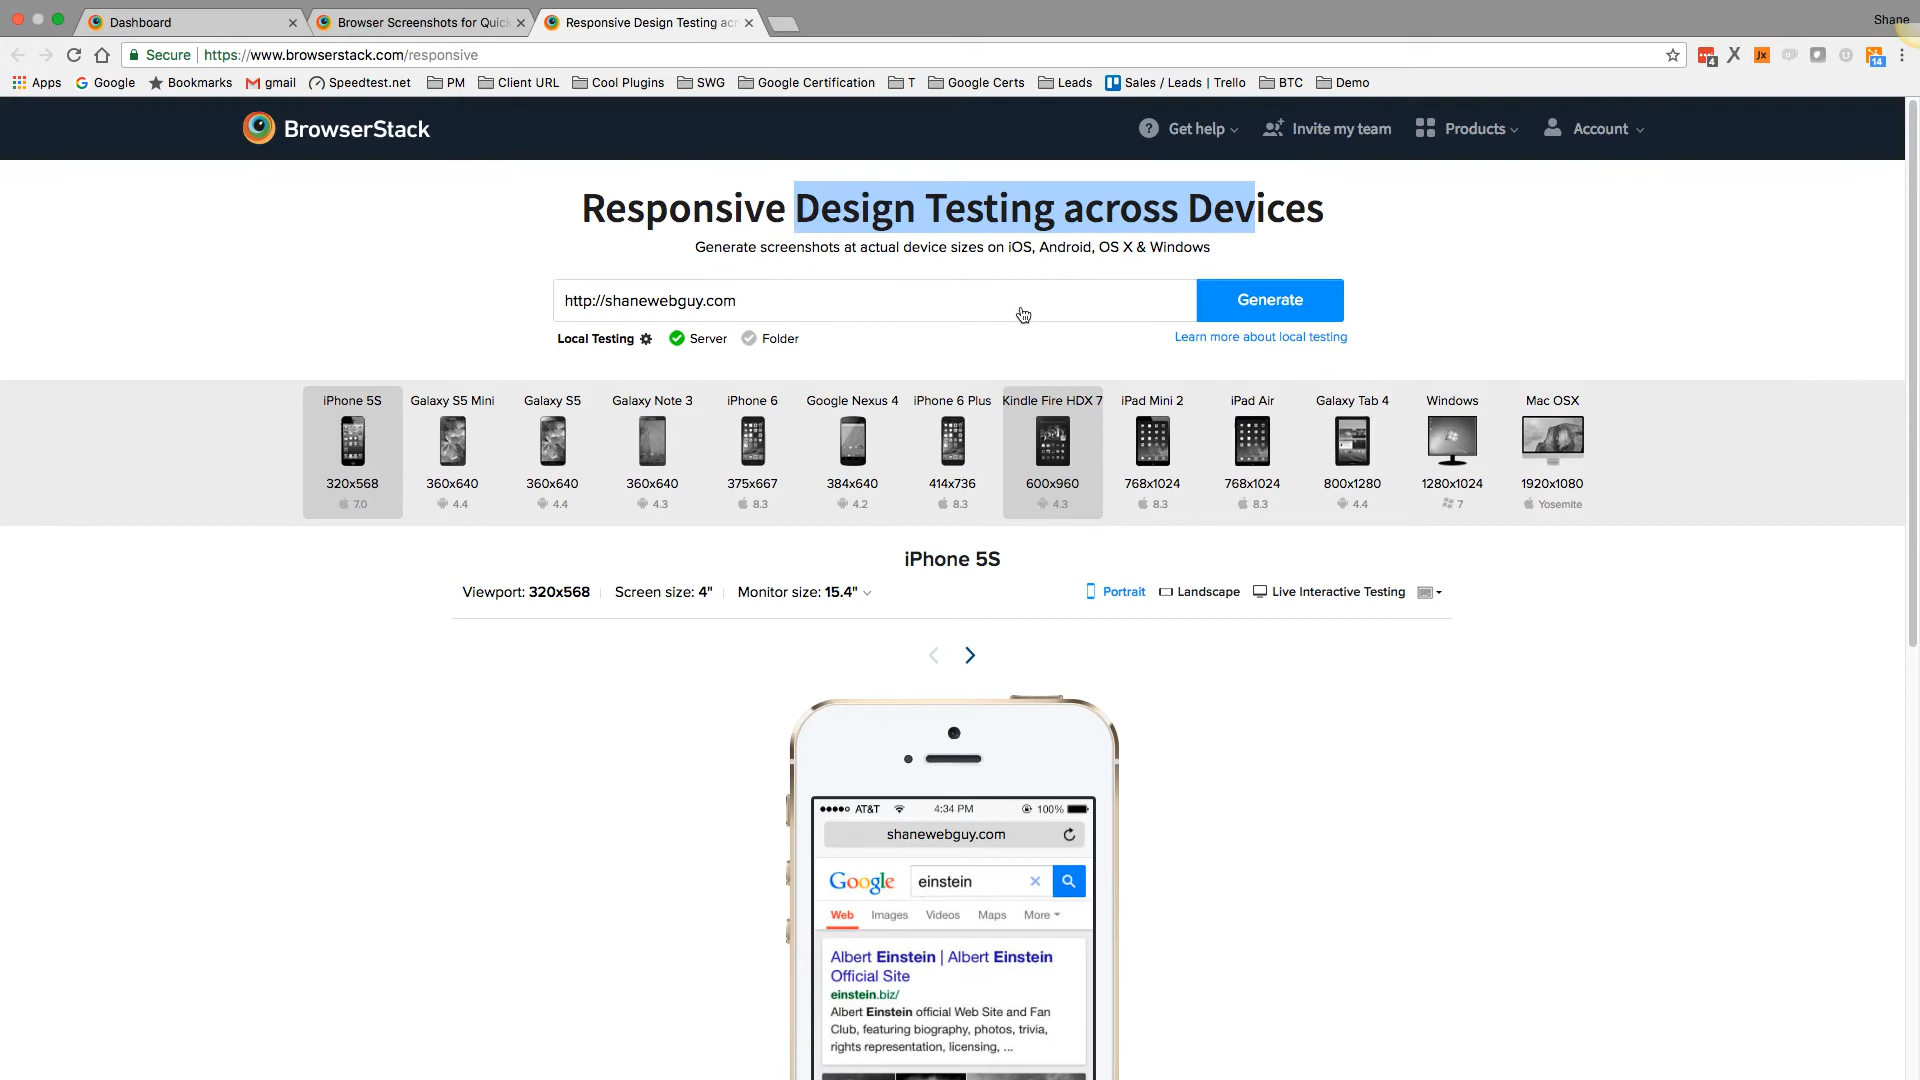 Dashboard
Browser Screenshots for Quick
Responsive Design Testing acr
Shane
Secure
https://www.browserstack.com/responsive
4
Jx
14
Apps
Google
Bookmarks
gmail
Speedtest.net
PM
Client URL
Cool Plugins
SWG
Google Certification
T
Google Certs
Leads
Sales / Leads | Trello
BTC
Demo
BrowserStack
Get help
Invite my team
Products
Account
Responsive Design Testing across Devices
Generate screenshots at actual device sizes on iOS, Android, OS X & Windows
http://shanewebguy.com
Generate
Local Testing
Server
Folder
Learn more about local testing
iPhone 5S
Galaxy S5 Mini
Galaxy S5
Galaxy Note 3
iPhone 6
Google Nexus 4
iPhone 6 Plus
Kindle Fire HDX 7
iPad Mini 2
iPad Air
Galaxy Tab 4
Windows
Mac OSX
320x568
360x640
360x640
360x640
375x667
384x640
414x736
600x960
768x1024
768x1024
800x1280
1280x1024
1920x1080
7.0
4.4
4.4
4.3
8.3
4.2
8.3
4.3
8.3
8.3
4.4
7
Yosemite
iPhone 5S
Viewport: 320x568
Screen size: 4"
Monitor size: 15.4"
Portrait
Landscape
Live Interactive Testing
AT&T
4:34 PM
100%
shanewebguy.com
Google
einstein
Web
Images
Videos
Maps
More
Albert Einstein | Albert Einstein
Official Site
einstein.biz/
Albert Einstein official Web Site and Fan
Club, featuring biography, photos, trivia,
rights representation, licensing, ...